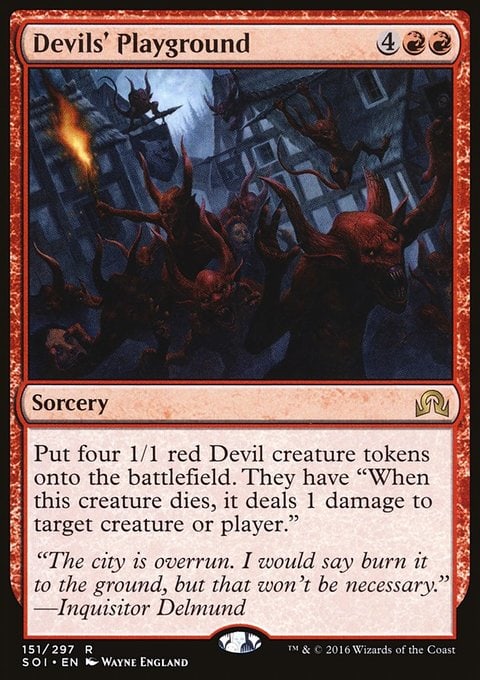 Devils’ Playground 4
Sorcery
Put four 1/1 red Devil creature tokens
onto the battlefield. They have “When
this creature dies, it deals 1 damage to
target creature or player.”
“The city is overrun. I would say burn it
to the ground, but that won’t be necessary.”
—Inquisitor Delmund
151/297 R
SOI • EN Wayne England
™ & © 2016 Wizards of the Coast